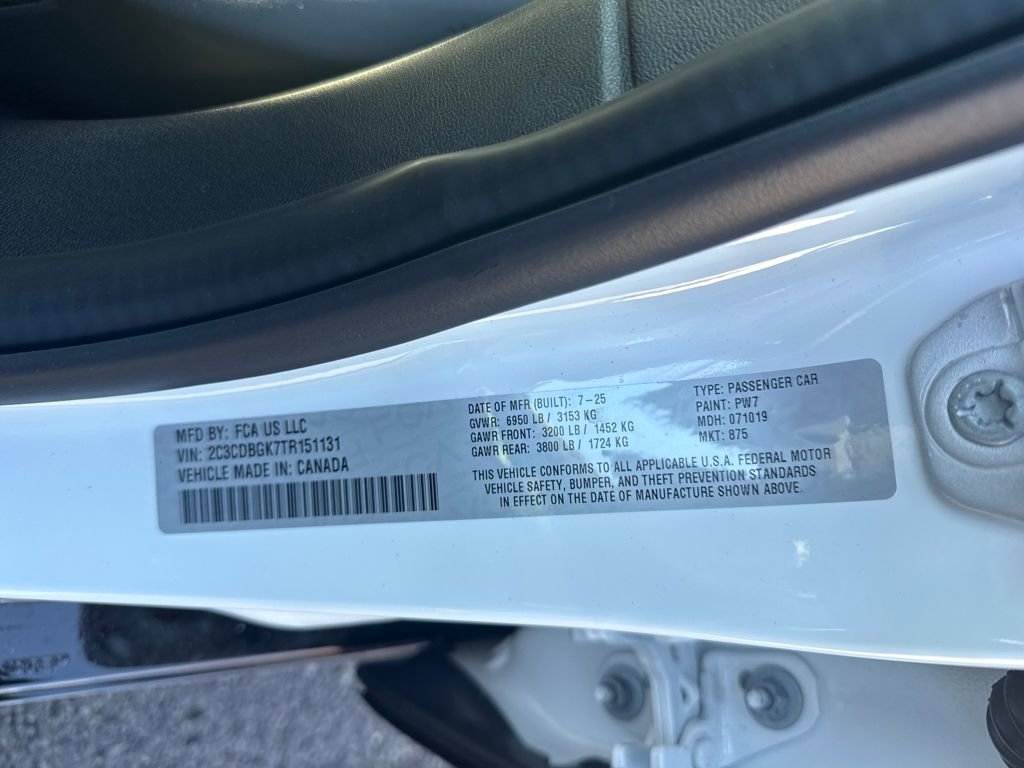 MFD BY: FCA US LLC
VIN: 2C3CDBGK7TR151131
VEHICLE MADE IN: CANADA
DATE OF MFR (BUILT): 7-25
GVWR: 6950 LB / 3153 KG
GAWR FRONT: 3200 LB / 1452 KG
GAWR REAR: 3800 LB / 1724 KG
TYPE: PASSENGER CAR
PAINT: PW7
MDH: 071019
MKT: 875
THIS VEHICLE CONFORMS TO ALL APPLICABLE U.S.A. FEDERAL MOTOR
VEHICLE SAFETY, BUMPER, AND THEFT PREVENTION STANDARDS
IN EFFECT ON THE DATE OF MANUFACTURE SHOWN ABOVE.